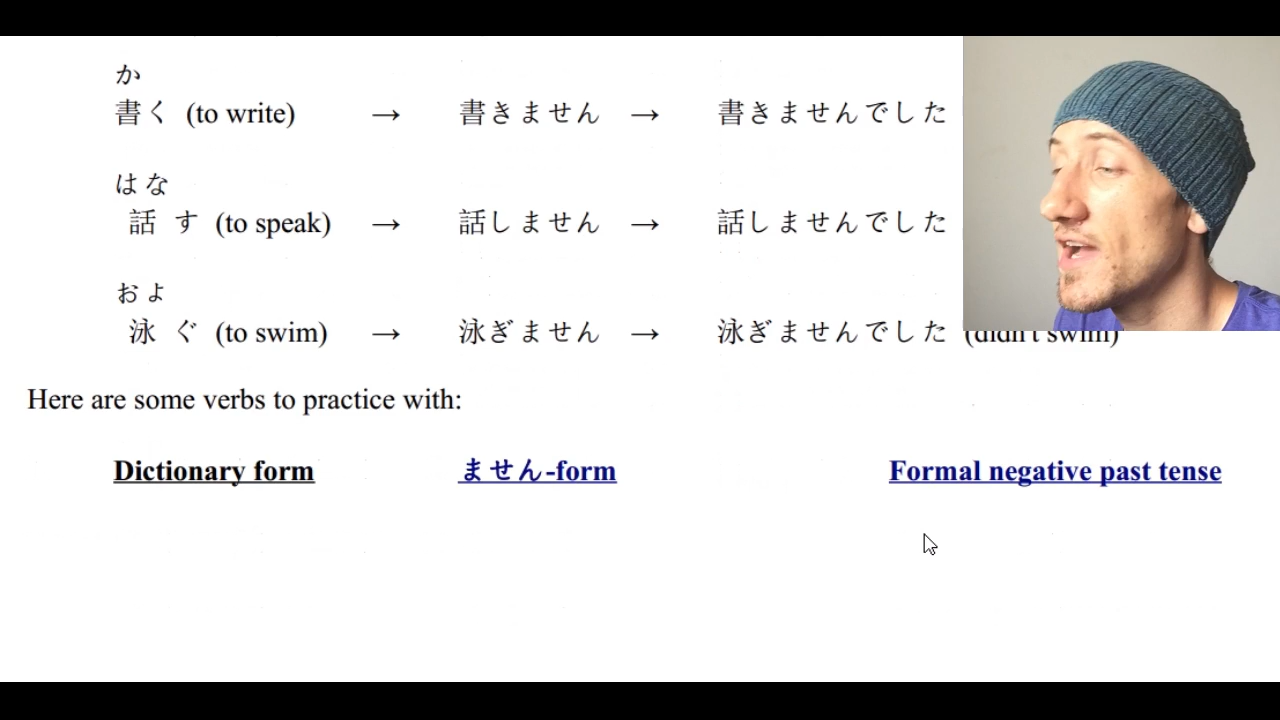 か
書く (to write) → 書きません → 書きませんでした
はな
話す (to speak) → 話しません → 話しませんでした
およ
泳ぐ (to swim) → 泳ぎません → 泳ぎませんでした (didn't swim)
Here are some verbs to practice with:
Dictionary form ません-form Formal negative past tense